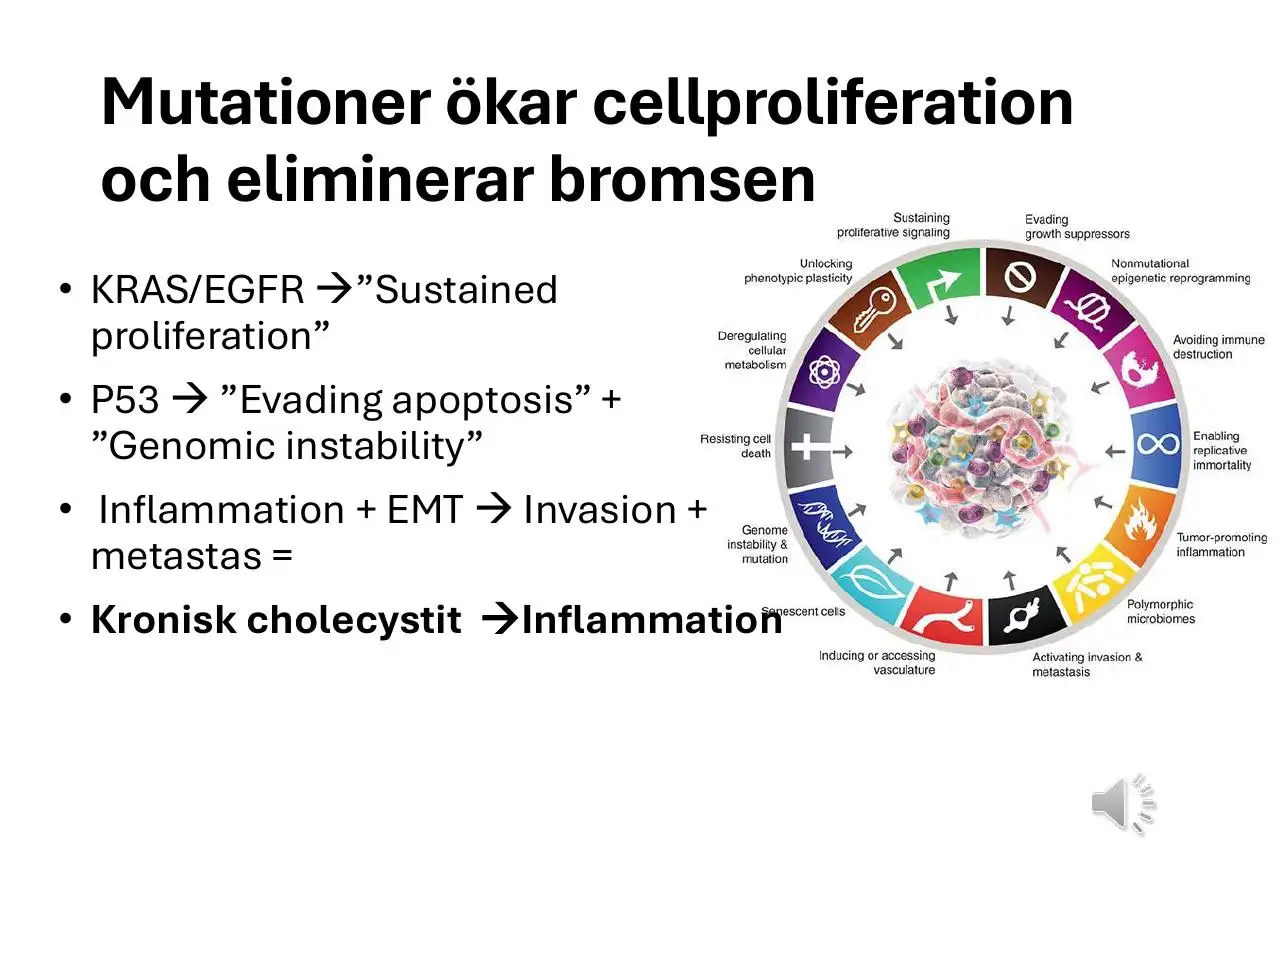 Mutationer ökar cellproliferation
och eliminerar bromsen
• KRAS/EGFR →”Sustained
proliferation”
• P53 → ”Evading apoptosis” +
”Genomic instability”
• Inflammation + EMT → Invasion +
metastas =
• Kronisk cholecystit →Inflammation
Sustaining
proliferative signaling
Evading
growth suppressors
Nonmutational
epigenetic reprogramming
Avoiding immune
destruction
Enabling
replicative
immortality
Tumor-promoting
inflammation
Polymorphic
microbiomes
Activating invasion &
metastasis
Inducing or accessing
vasculature
Senescent cells
Genome
instability &
mutation
Resisting cell
death
Deregulating
cellular
metabolism
Unlocking
phenotypic plasticity